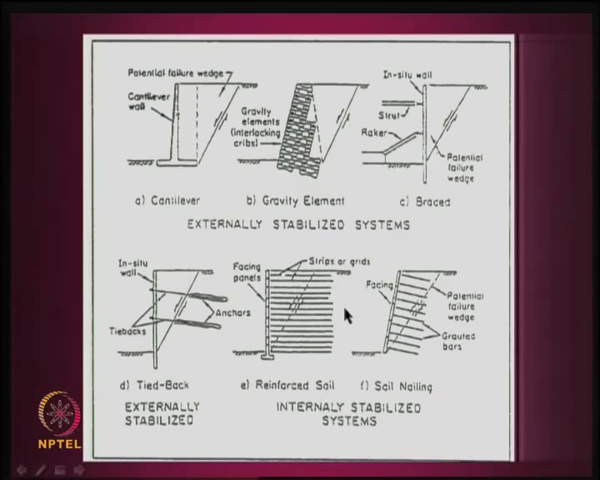 Potential failure wedge
Cantilever
wall
Gravity
elements
(interlocking
cribs)
In-situ wall
Strut
Raker
Potential
failure
wedge
a) Cantilever
b) Gravity Element
c) Braced
EXTERNALLY STABILIZED SYSTEMS
In-situ
wall
Anchors
Tiebacks
Facing
panels
Strips or grids
Facing
Potential
failure
wedge
Grouted
bars
d) Tied-Back
e) Reinforced Soil
f) Soil Nailing
EXTERNALLY
STABILIZED
INTERNALY STABILIZED
SYSTEMS
NPTEL